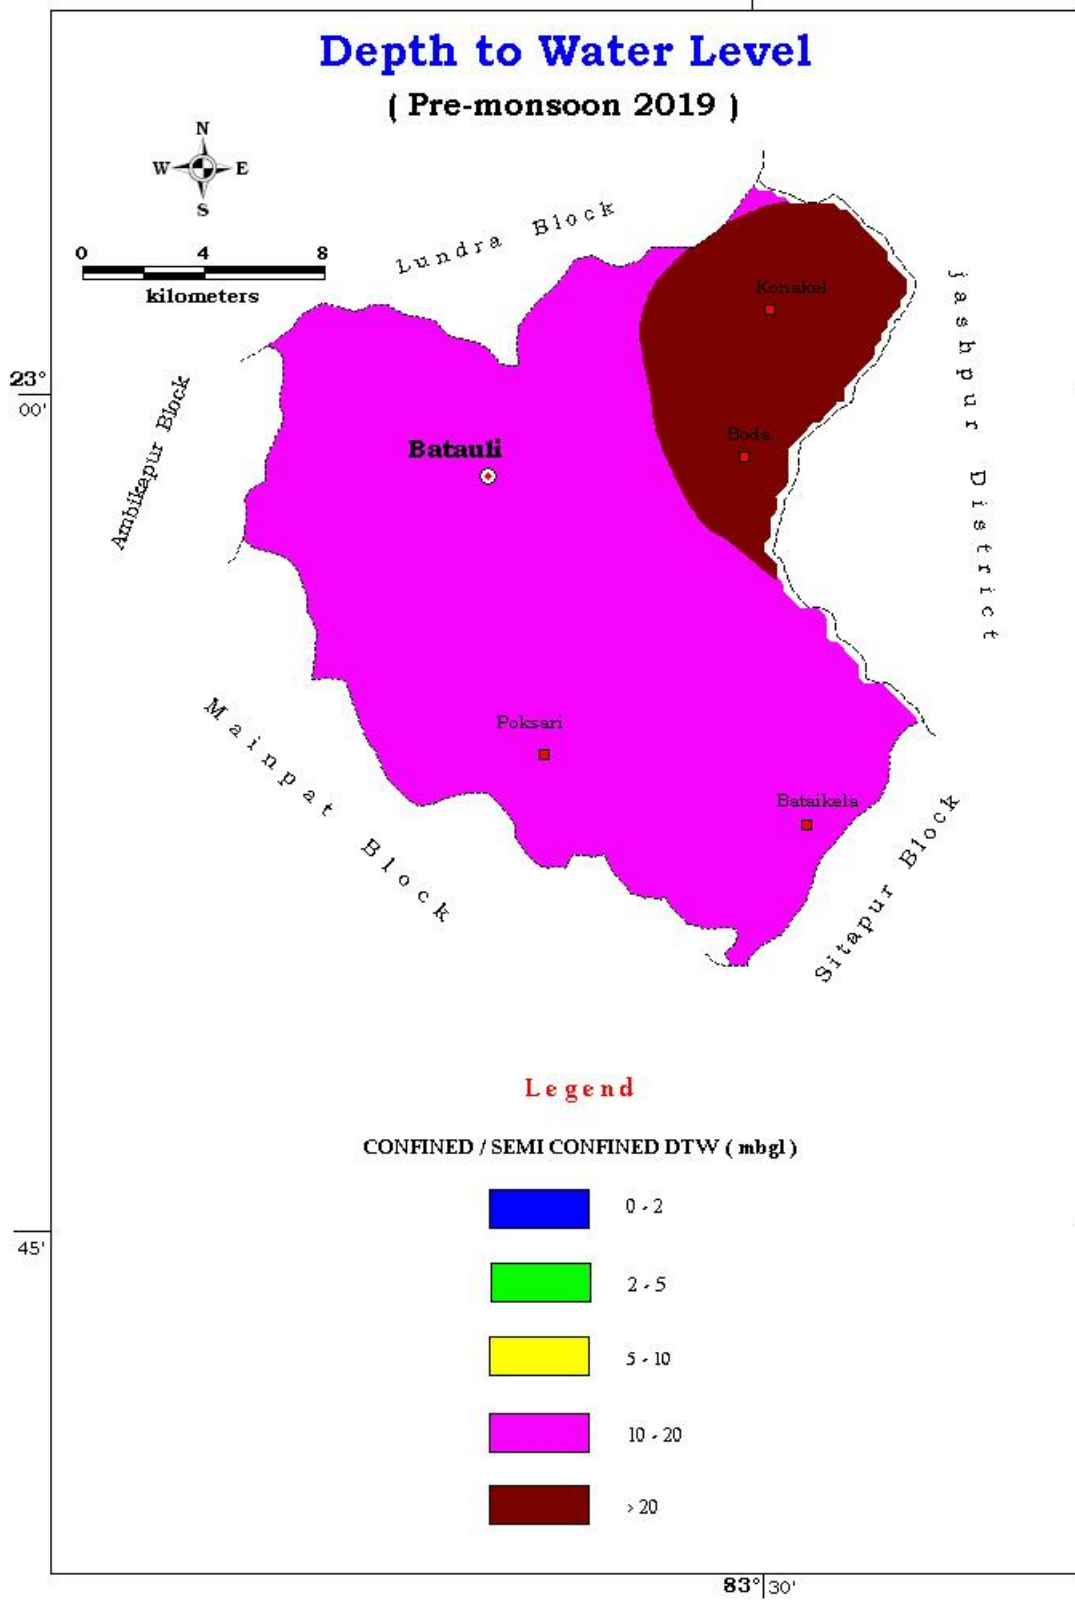 Depth to Water Level
( Pre-monsoon 2019 )
N
W E
S
0 4 8
kilometers
Lundra Block
Konakel
jashpur District
23°
00'
Ambikapur Block
Boda
Batauli
Mainpat Block
Poksari
Bataikela
Sitapur Block
Legend
CONFINED / SEMI CONFINED DTW ( mbgl )
0 - 2
2 - 5
45'
5 - 10
10 - 20
> 20
83° 30'